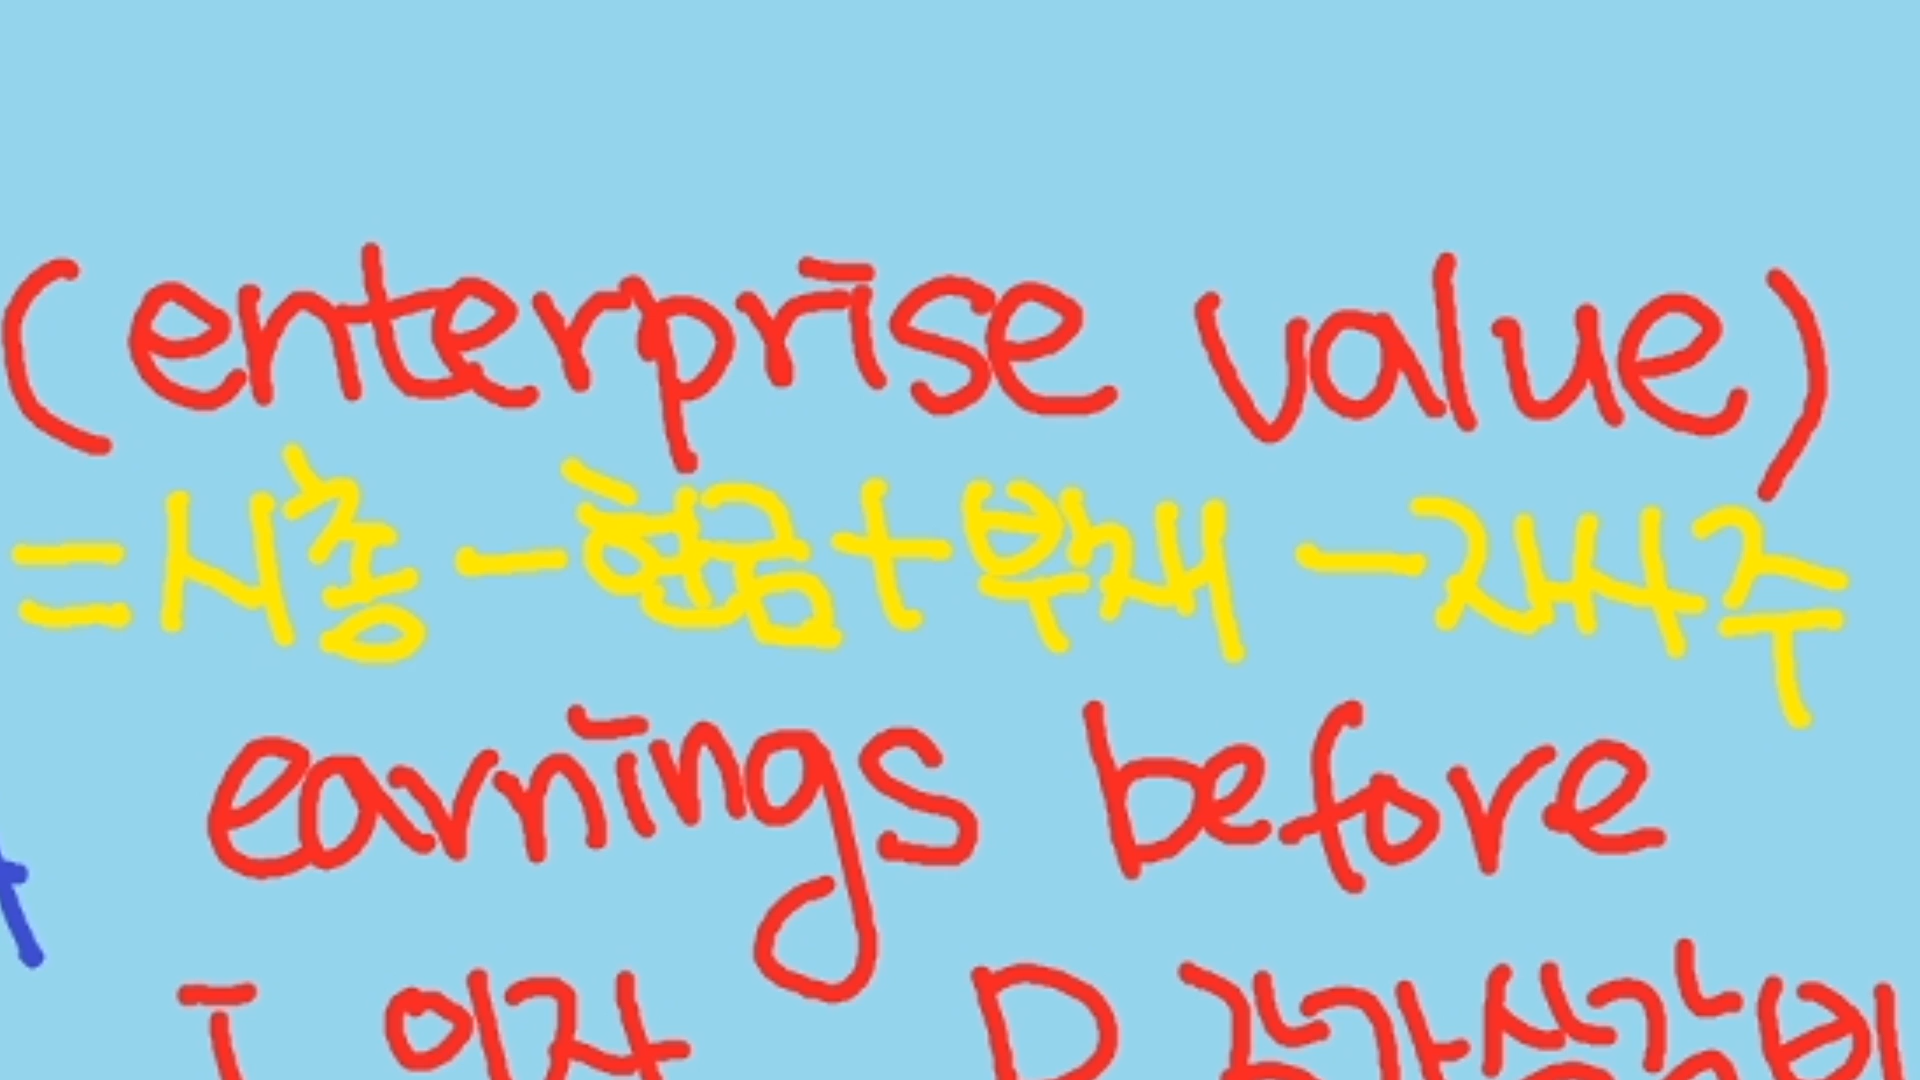 (enterprise value)
=시총-현금+부채-자사주
earnings before
I 이자 D 감가상각비